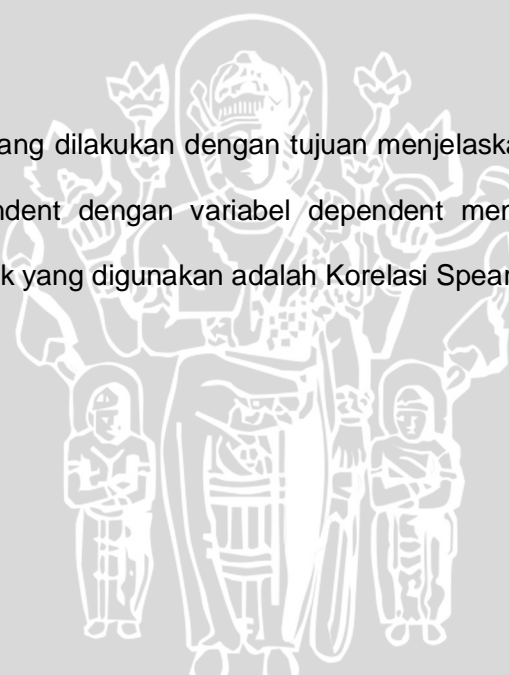 ang dilakukan dengan tujuan menjelaska
ndent dengan variabel dependent men
k yang digunakan adalah Korelasi Spear